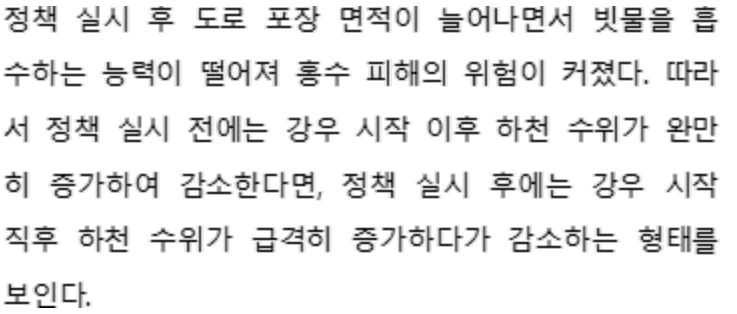 정책 실시 후 도로 포장 면적이 늘어나면서 빗물을 흡
수하는 능력이 떨어져 홍수 피해의 위험이 커졌다. 따라
서 정책 실시 전에는 강우 시작 이후 하천 수위가 완만
히 증가하여 감소한다면, 정책 실시 후에는 강우 시작
직후 하천 수위가 급격히 증가하다가 감소하는 형태를
보인다.